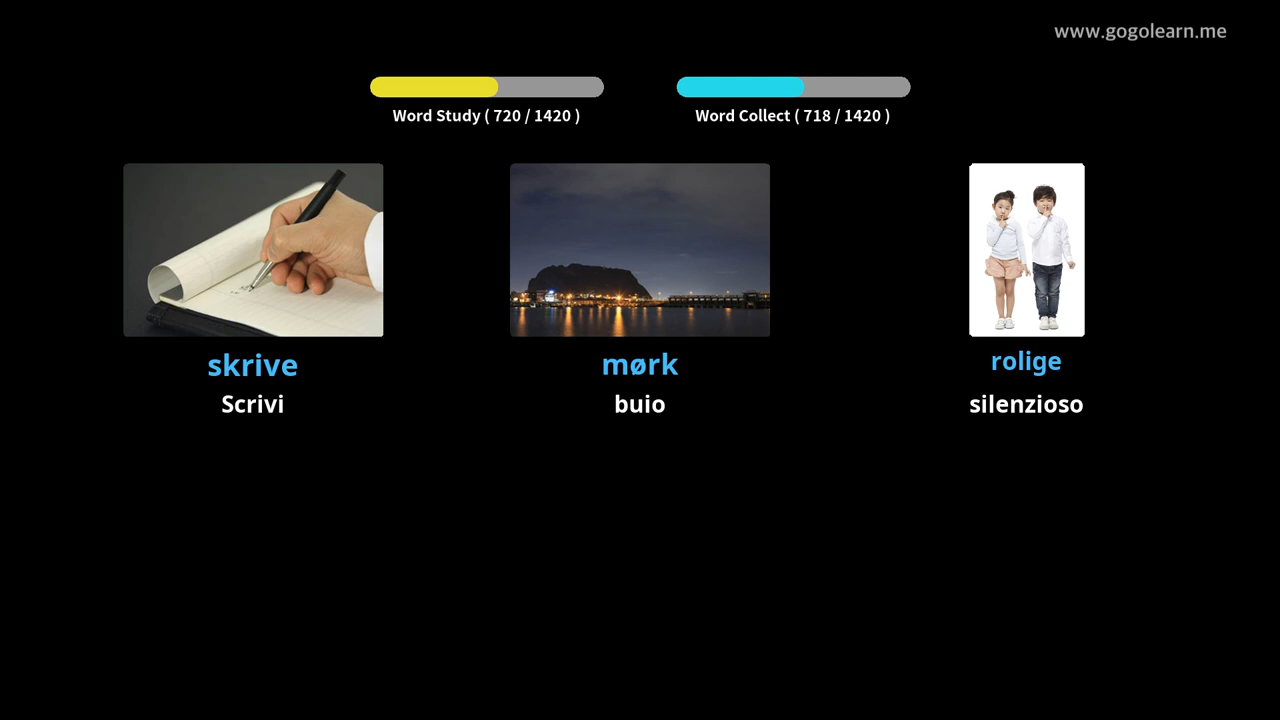 www.gogolearn.me
Word Study ( 720 / 1420 )
Word Collect ( 718 / 1420 )
skrive
Scrivi
mørk
buio
rolige
silenzioso